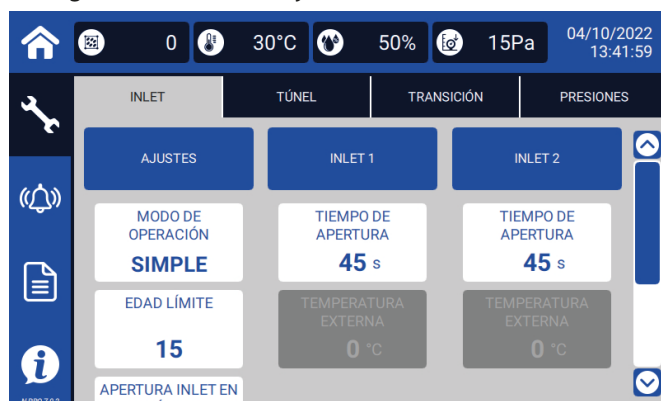 0
30°C
50%
15Pa
04/10/2022
13:41:59
INLET
TÚNEL
TRANSICIÓN
PRESIONES
AJUSTES
INLET 1
INLET 2
MODO DE
OPERACIÓN
SIMPLE
TIEMPO DE
APERTURA
45 s
TIEMPO DE
APERTURA
45 s
EDAD LÍMITE
15
TEMPERATURA
EXTERNA
0 °C
TEMPERATURA
EXTERNA
0 °C
APERTURA INLET EN